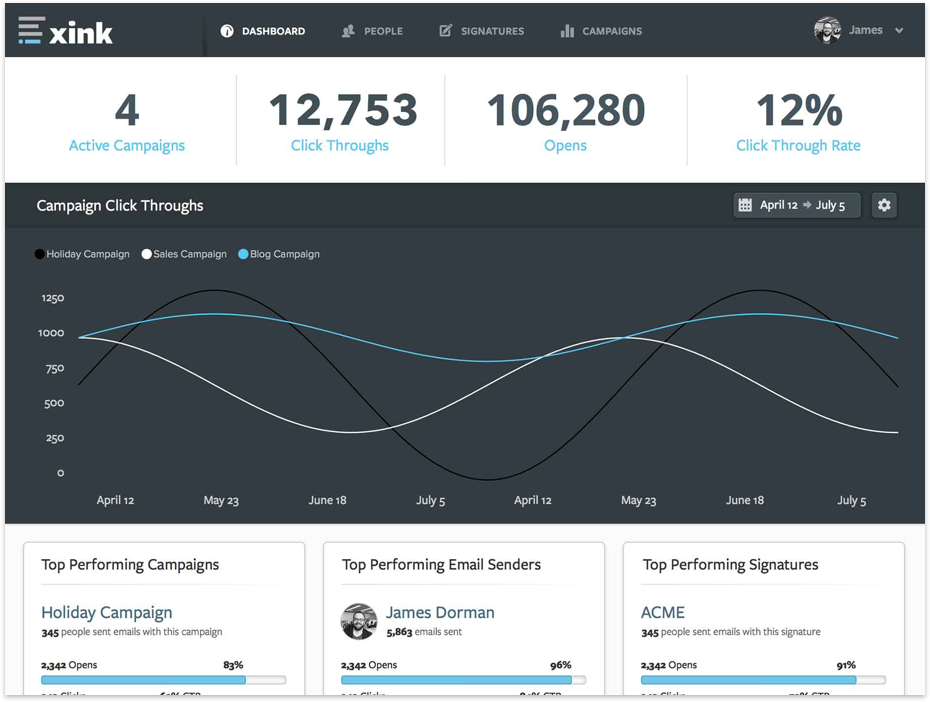 xink DASHBOARD PEOPLE SIGNATURES CAMPAIGNS James
4 12,753 106,280 12%
Active Campaigns Click Throughs Opens Click Through Rate
Campaign Click Throughs April 12 July 5
Holiday Campaign Sales Campaign Blog Campaign
1250
1000
750
500
250
0
April 12 May 23 June 18 July 5 April 12 May 23 June 18 July 5
Top Performing Campaigns Top Performing Email Senders Top Performing Signatures
Holiday Campaign James Dorman ACME
345 people sent emails with this campaign 5,863 emails sent 345 people sent emails with this signature
2,342 Opens 83% 2,342 Opens 96% 2,342 Opens 91%